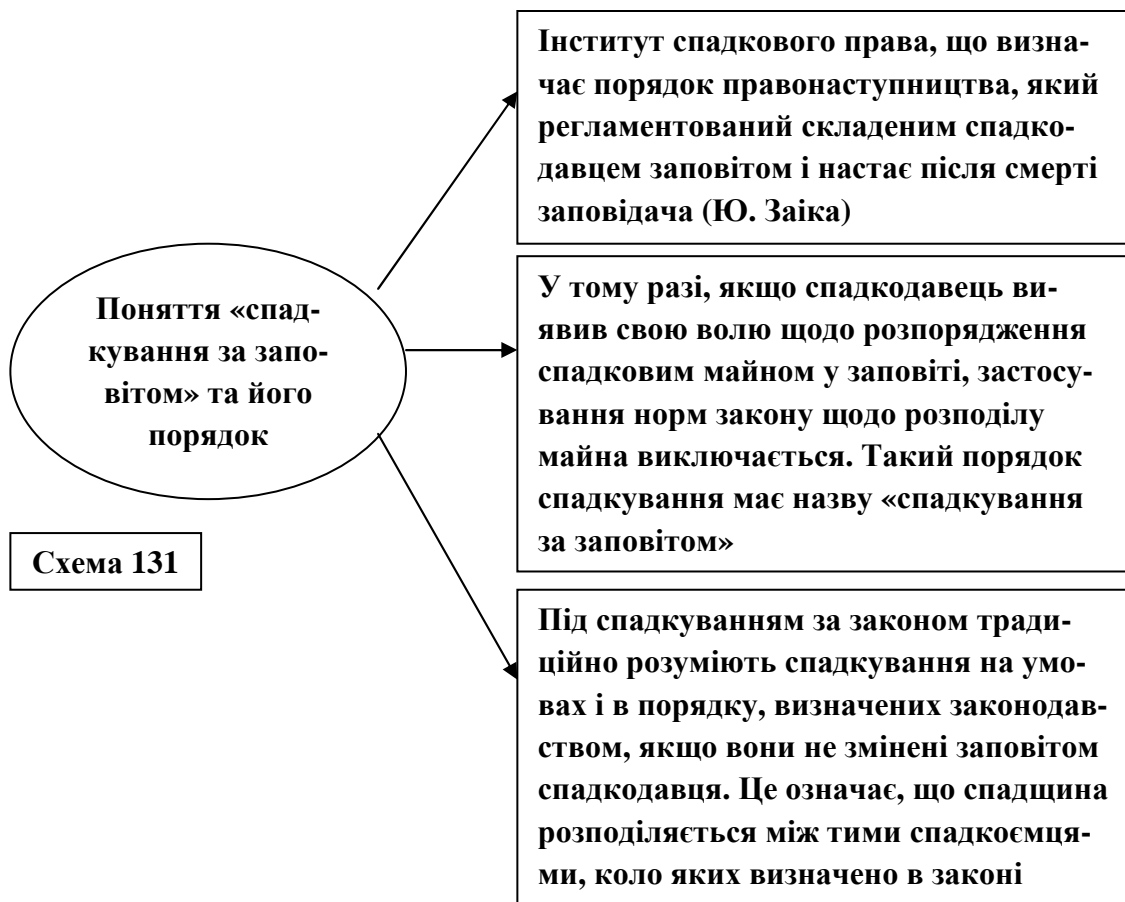 Інститут спадкового права, що визна-
чає порядок правонаступництва, який
регламентований складеним спадко-
давцем заповітом і настає після смерті
заповідача (Ю. Заіка)
Поняття «спад-
кування за запо-
вітом» та його
порядок
У тому разі, якщо спадкодавець ви-
явив свою волю щодо розпорядження
спадковим майном у заповіті, застосу-
вання норм закону щодо розподілу
майна виключається. Такий порядок
спадкування має назву «спадкування
за заповітом»
Схема 131
Під спадкуванням за законом тради-
ційно розуміють спадкування на умо-
вах і в порядку, визначених законодав-
ством, якщо вони не змінені заповітом
спадкодавця. Це означає, що спадщина
розподіляється між тими спадкоємця-
ми, коло яких визначено в законі